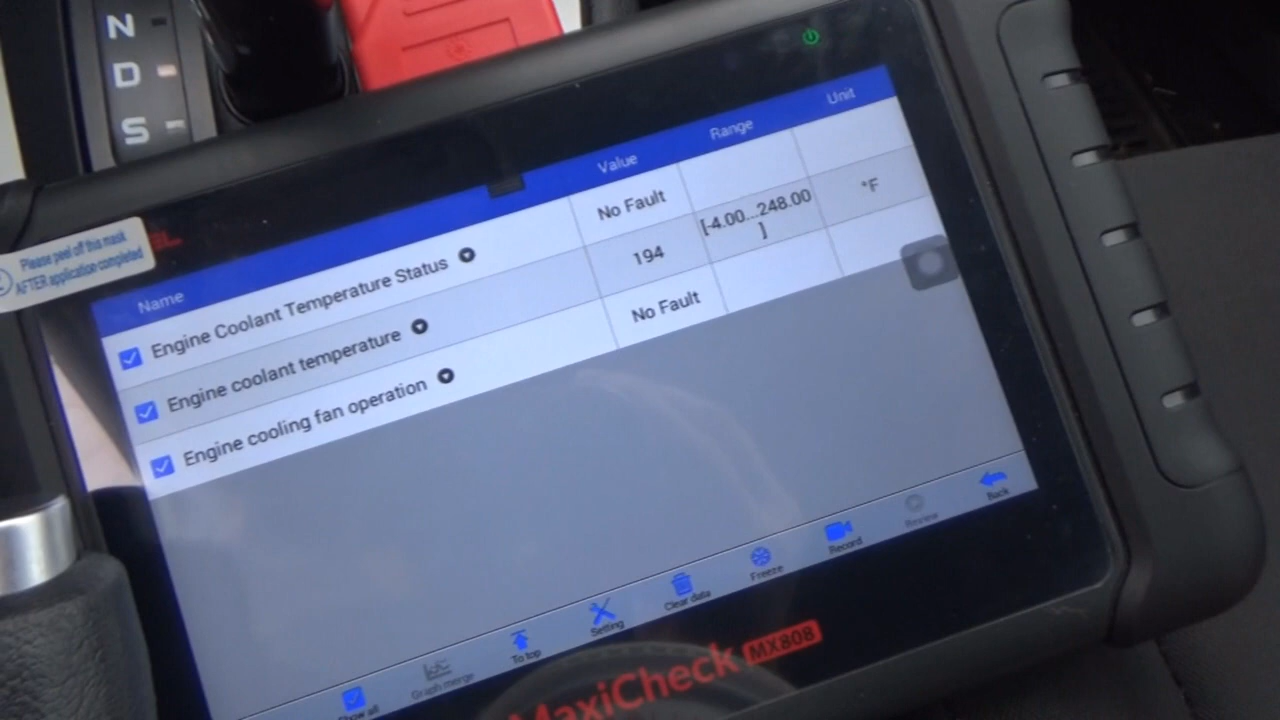 N
D
S
Please peel off this mask
AFTER application completed
Name
Value
Range
Unit
Engine Coolant Temperature Status
No Fault
Engine coolant temperature
194
[-4.00...248.00
]
°F
Engine cooling fan operation
No Fault
Show all
Graph merge
To top
Setting
Clear data
Freeze
Record
Review
Back
MaxiCheck MX808